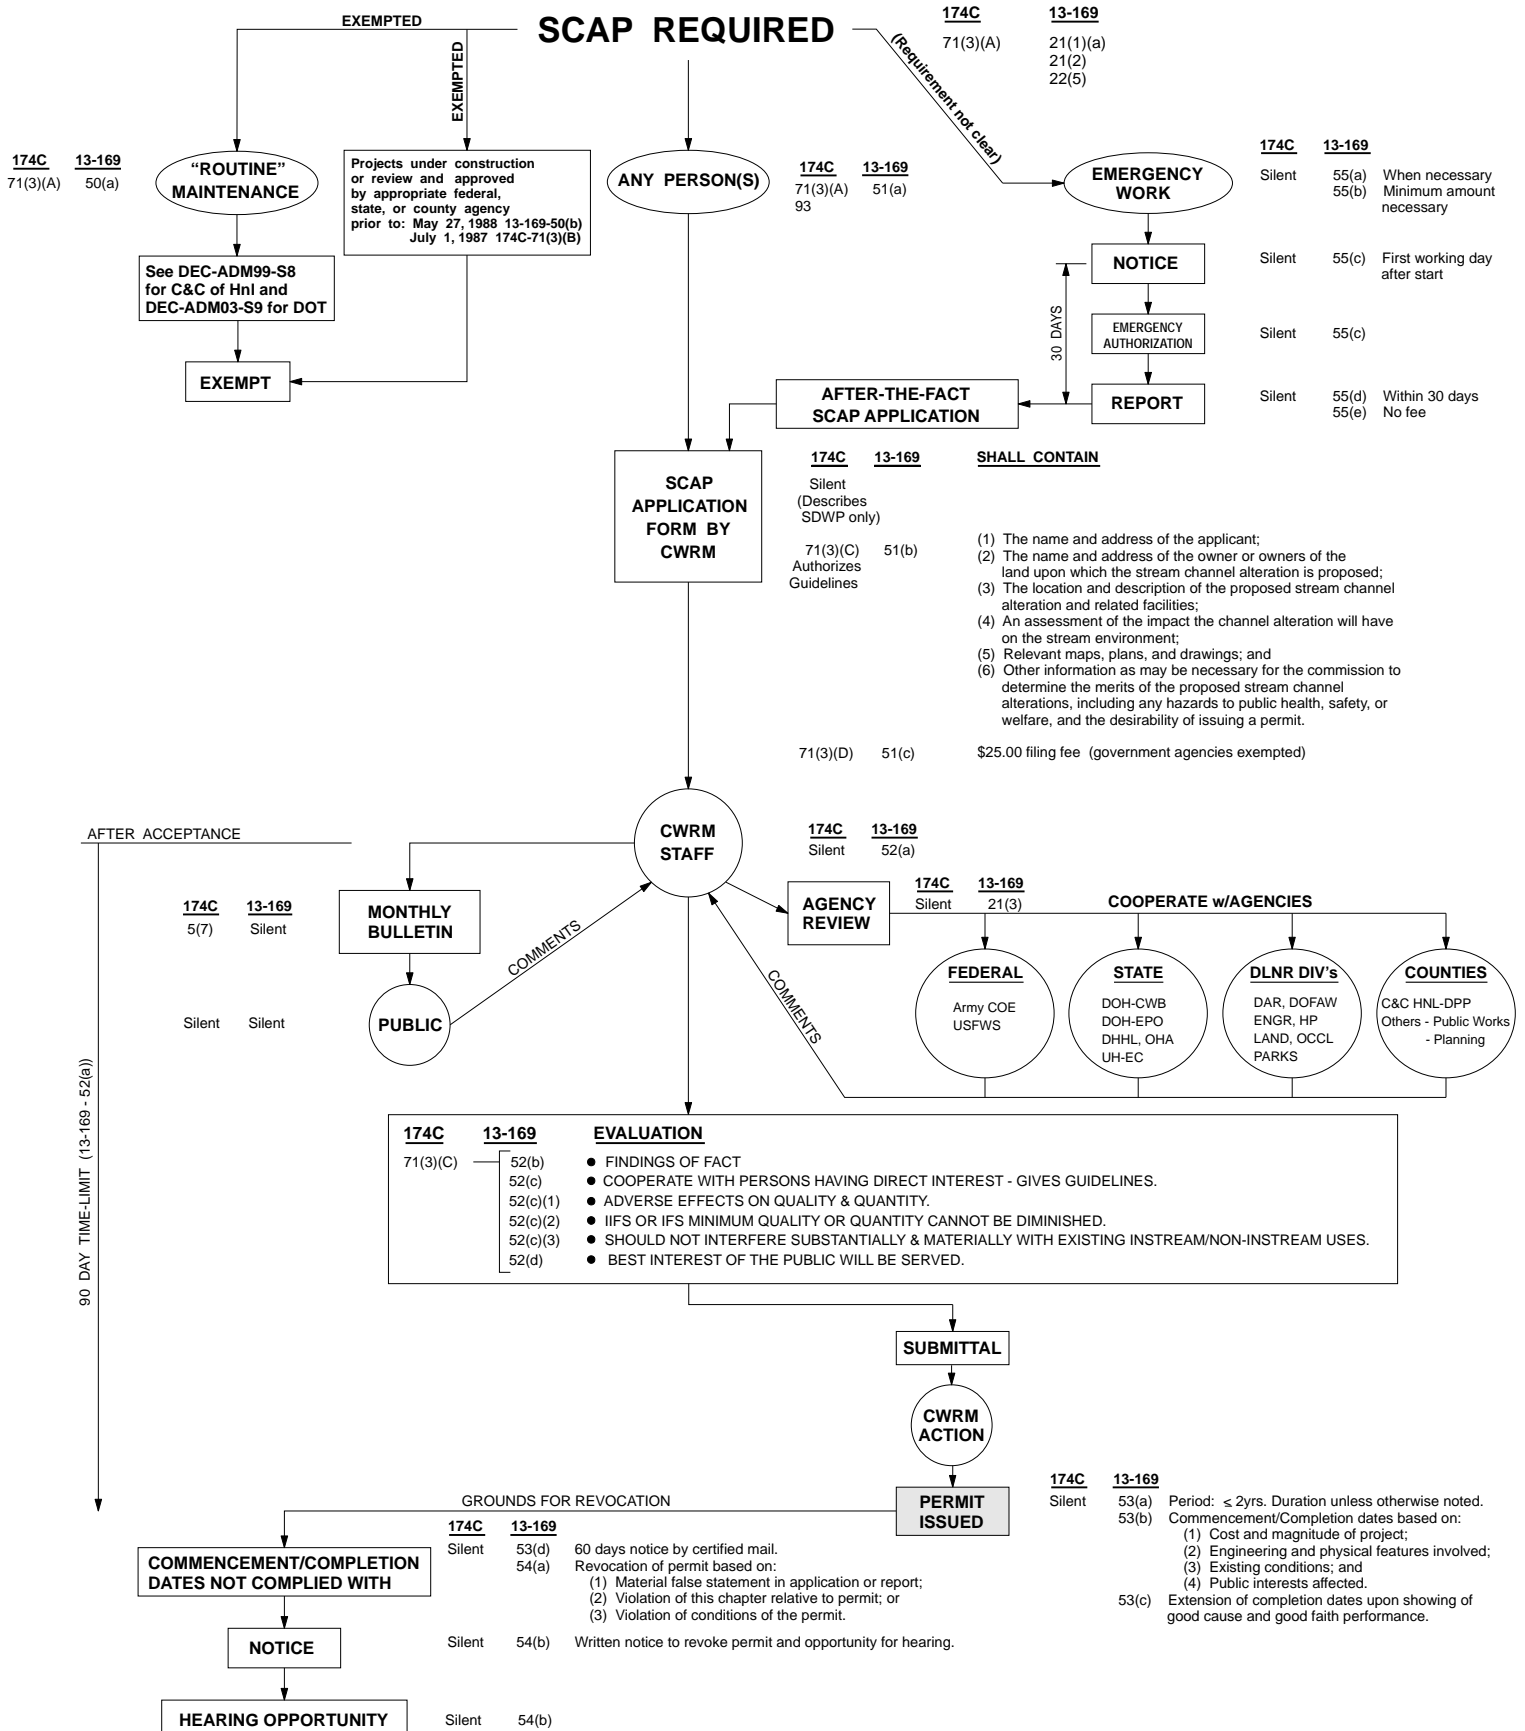 SCAP REQUIRED
EXEMPTED
EXEMPTED
(Requirement not clear)
174C 13-169
71(3)(A) 21(1)(a)
21(2)
22(5)
174C 13-169
71(3)(A) 50(a)
“ROUTINE”
MAINTENANCE
Projects under construction
or review and approved
by appropriate federal,
state, or county agency
prior to: May 27, 1988 13-169-50(b)
July 1, 1987 174C-71(3)(B)
ANY PERSON(S)
174C 13-169
71(3)(A) 51(a)
93
EMERGENCY
WORK
174C 13-169
Silent 55(a) When necessary
55(b) Minimum amount
necessary
See DEC-ADM99-S8
for C&C of Hnl and
DEC-ADM03-S9 for DOT
EXEMPT
NOTICE
Silent 55(c) First working day
after start
30 DAYS
EMERGENCY
AUTHORIZATION
Silent 55(c)
REPORT
Silent 55(d) Within 30 days
55(e) No fee
AFTER-THE-FACT
SCAP APPLICATION
SCAP
APPLICATION
FORM BY
CWRM
174C 13-169 SHALL CONTAIN
Silent
(Describes
SDWP only)
71(3)(C) 51(b)
Authorizes
Guidelines
(1) The name and address of the applicant;
(2) The name and address of the owner or owners of the
land upon which the stream channel alteration is proposed;
(3) The location and description of the proposed stream channel
alteration and related facilities;
(4) An assessment of the impact the channel alteration will have
on the stream environment;
(5) Relevant maps, plans, and drawings; and
(6) Other information as may be necessary for the commission to
determine the merits of the proposed stream channel
alterations, including any hazards to public health, safety, or
welfare, and the desirability of issuing a permit.
71(3)(D) 51(c) $25.00 filing fee (government agencies exempted)
AFTER ACCEPTANCE
90 DAY TIME-LIMIT (13-169 - 52(a))
CWRM
STAFF
174C 13-169
Silent 52(a)
174C 13-169
5(7) Silent
MONTHLY
BULLETIN
COMMENTS
Silent Silent
PUBLIC
AGENCY
REVIEW
174C 13-169
Silent 21(3)
COOPERATE w/AGENCIES
COMMENTS
FEDERAL
Army COE
USFWS
STATE
DOH-CWB
DOH-EPO
DHHL, OHA
UH-EC
DLNR DIV's
DAR, DOFAW
ENGR, HP
LAND, OCCL
PARKS
COUNTIES
C&C HNL-DPP
Others - Public Works
- Planning
174C 13-169 EVALUATION
71(3)(C) 52(b) ● FINDINGS OF FACT
52(c) ● COOPERATE WITH PERSONS HAVING DIRECT INTEREST - GIVES GUIDELINES.
52(c)(1) ● ADVERSE EFFECTS ON QUALITY & QUANTITY.
52(c)(2) ● IIFS OR IFS MINIMUM QUALITY OR QUANTITY CANNOT BE DIMINISHED.
52(c)(3) ● SHOULD NOT INTERFERE SUBSTANTIALLY & MATERIALLY WITH EXISTING INSTREAM/NON-INSTREAM USES.
52(d) ● BEST INTEREST OF THE PUBLIC WILL BE SERVED.
SUBMITTAL
CWRM
ACTION
PERMIT
ISSUED
174C 13-169
Silent 53(a) Period: ≤ 2yrs. Duration unless otherwise noted.
53(b) Commencement/Completion dates based on:
(1) Cost and magnitude of project;
(2) Engineering and physical features involved;
(3) Existing conditions; and
(4) Public interests affected.
53(c) Extension of completion dates upon showing of
good cause and good faith performance.
GROUNDS FOR REVOCATION
COMMENCEMENT/COMPLETION
DATES NOT COMPLIED WITH
174C 13-169
Silent 53(d) 60 days notice by certified mail.
54(a) Revocation of permit based on:
(1) Material false statement in application or report;
(2) Violation of this chapter relative to permit; or
(3) Violation of conditions of the permit.
NOTICE
Silent 54(b) Written notice to revoke permit and opportunity for hearing.
HEARING OPPORTUNITY
Silent 54(b)